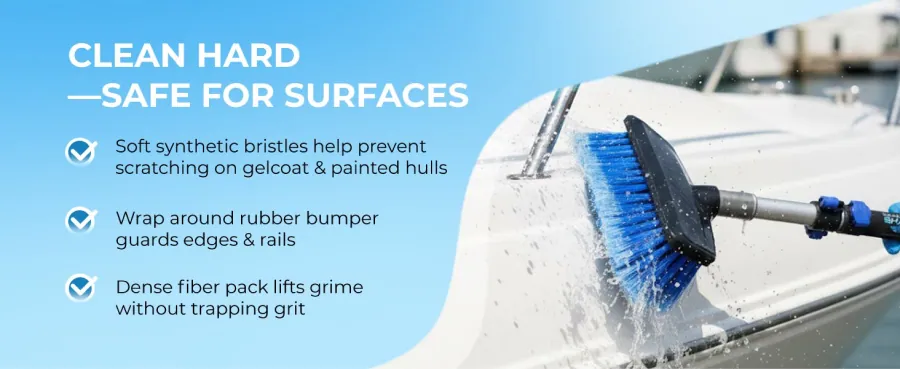 CLEAN HARD
—SAFE FOR SURFACES
Soft synthetic bristles help prevent
scratching on gelcoat & painted hulls
Wrap around rubber bumper
guards edges & rails
Dense fiber pack lifts grime
without trapping grit